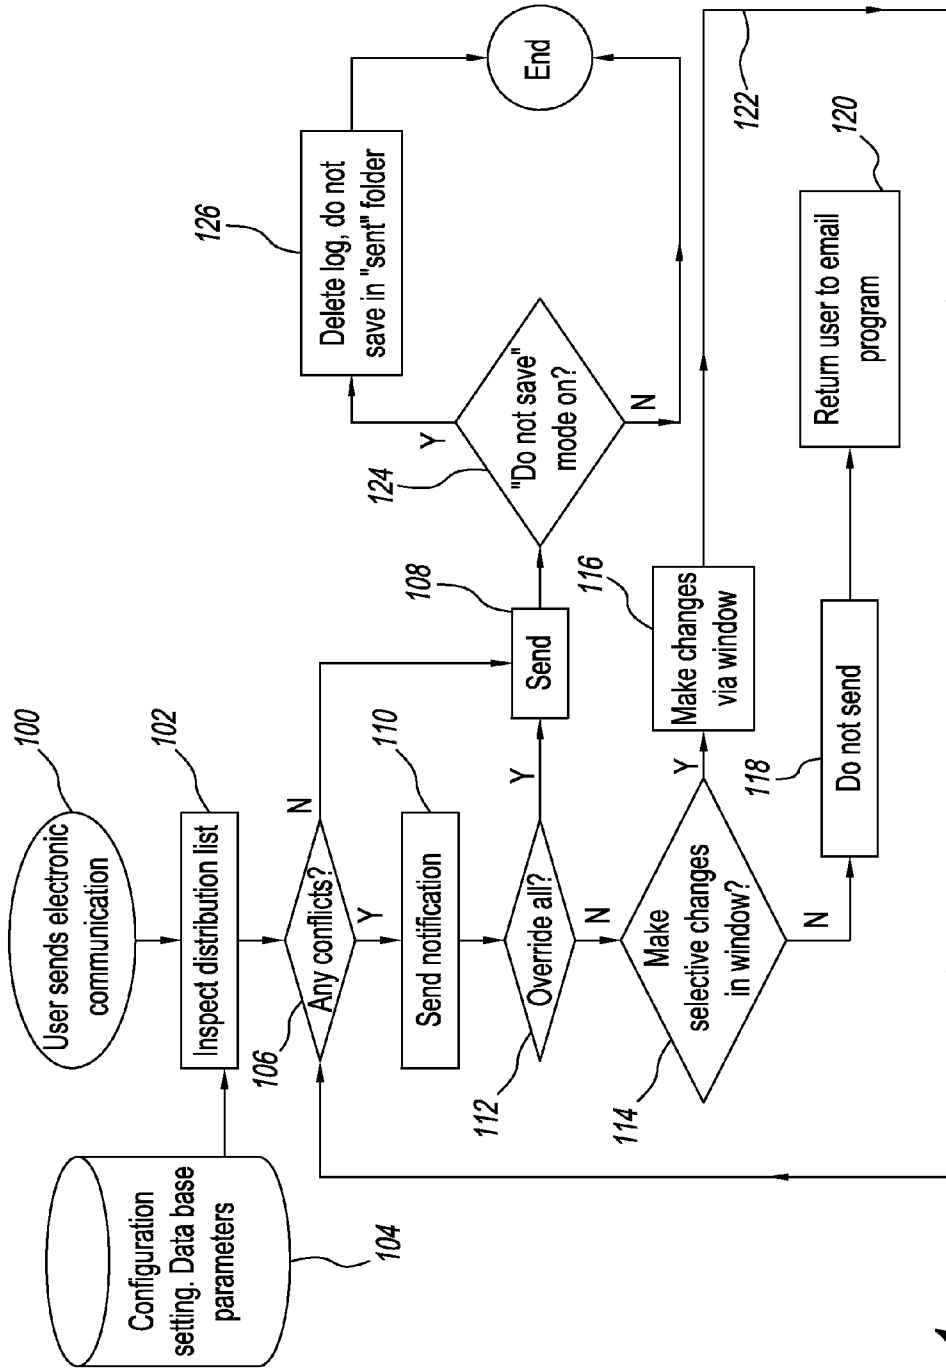 100
User sends electronic
communication
102
Inspect distribution list
Configuration
setting. Data base
parameters
104
106
Any conflicts?
N
Y
110
Send notification
112
Override all?
Y
N
108
Send
124
"Do not save"
mode on?
Y
N
126
Delete log, do not
save in "sent" folder
End
114
Make
selective changes
in window?
Y
N
116
Make changes
via window
122
118
Do not send
120
Return user to email
program